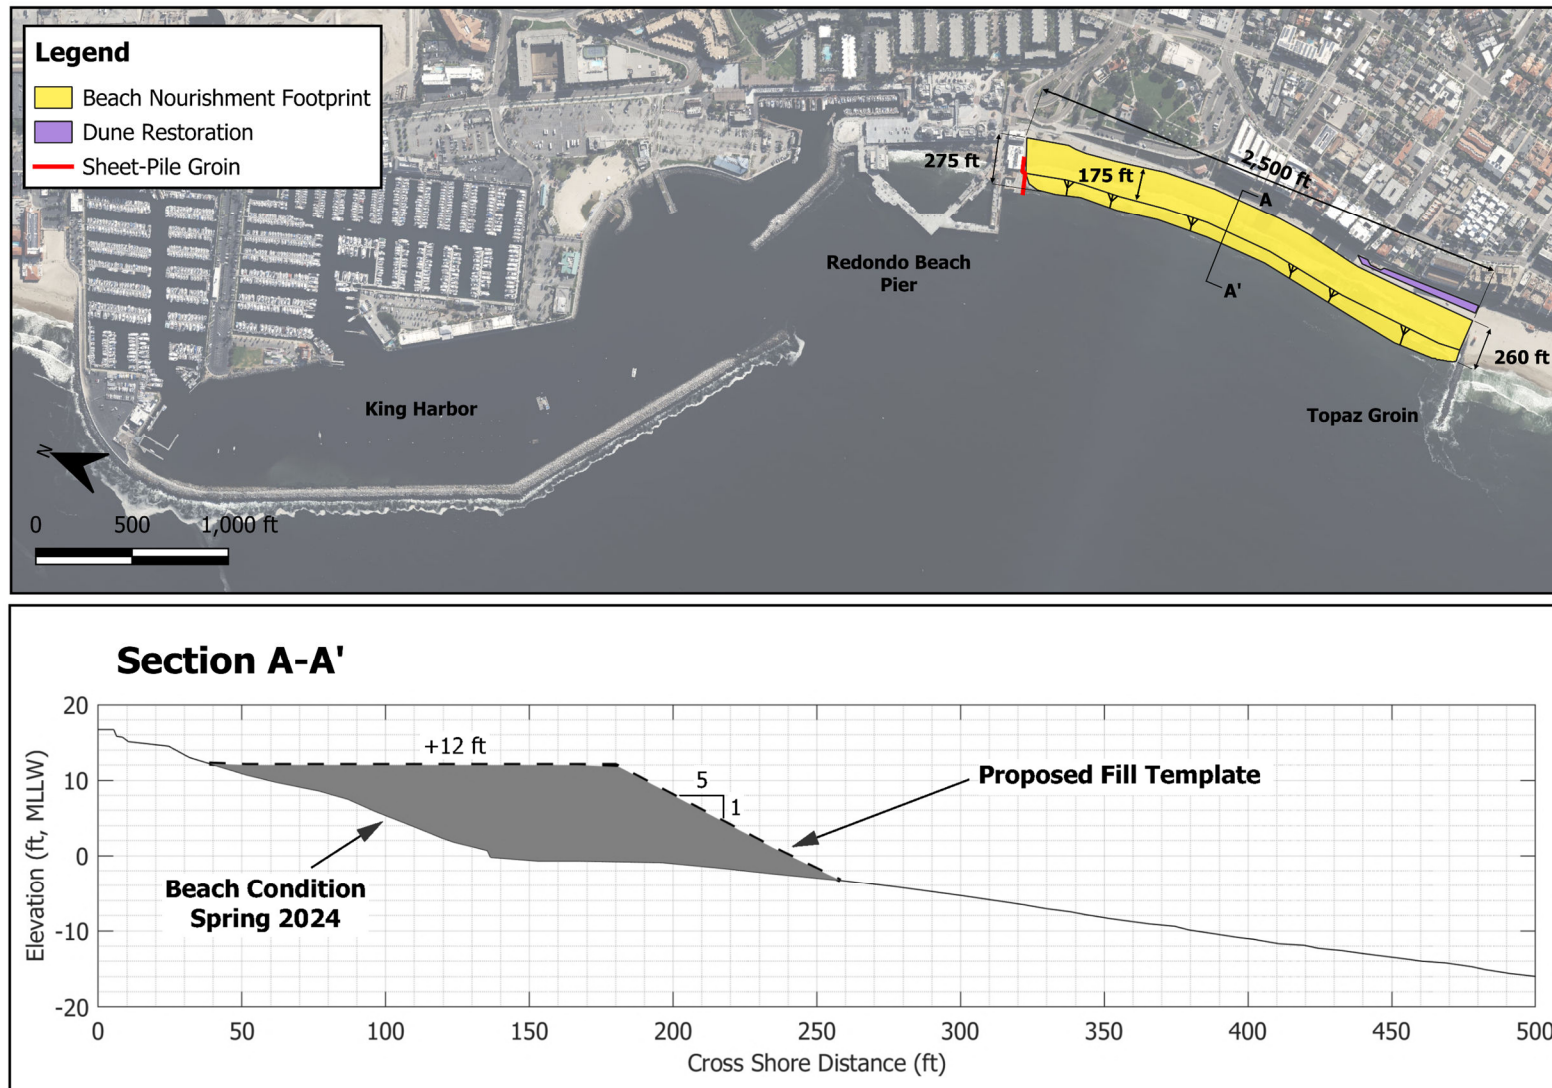 Legend
Beach Nourishment Footprint
Dune Restoration
Sheet-Pile Groin
275 ft
175 ft
2,500 ft
A
A'
260 ft
Redondo Beach
Pier
King Harbor
Topaz Groin
N
0 500 1,000 ft
Section A-A'
20
10
0
-10
-20
Elevation (ft, MLLW)
+12 ft
5
1
Proposed Fill Template
Beach Condition
Spring 2024
0 50 100 150 200 250 300 350 400 450 500
Cross Shore Distance (ft)